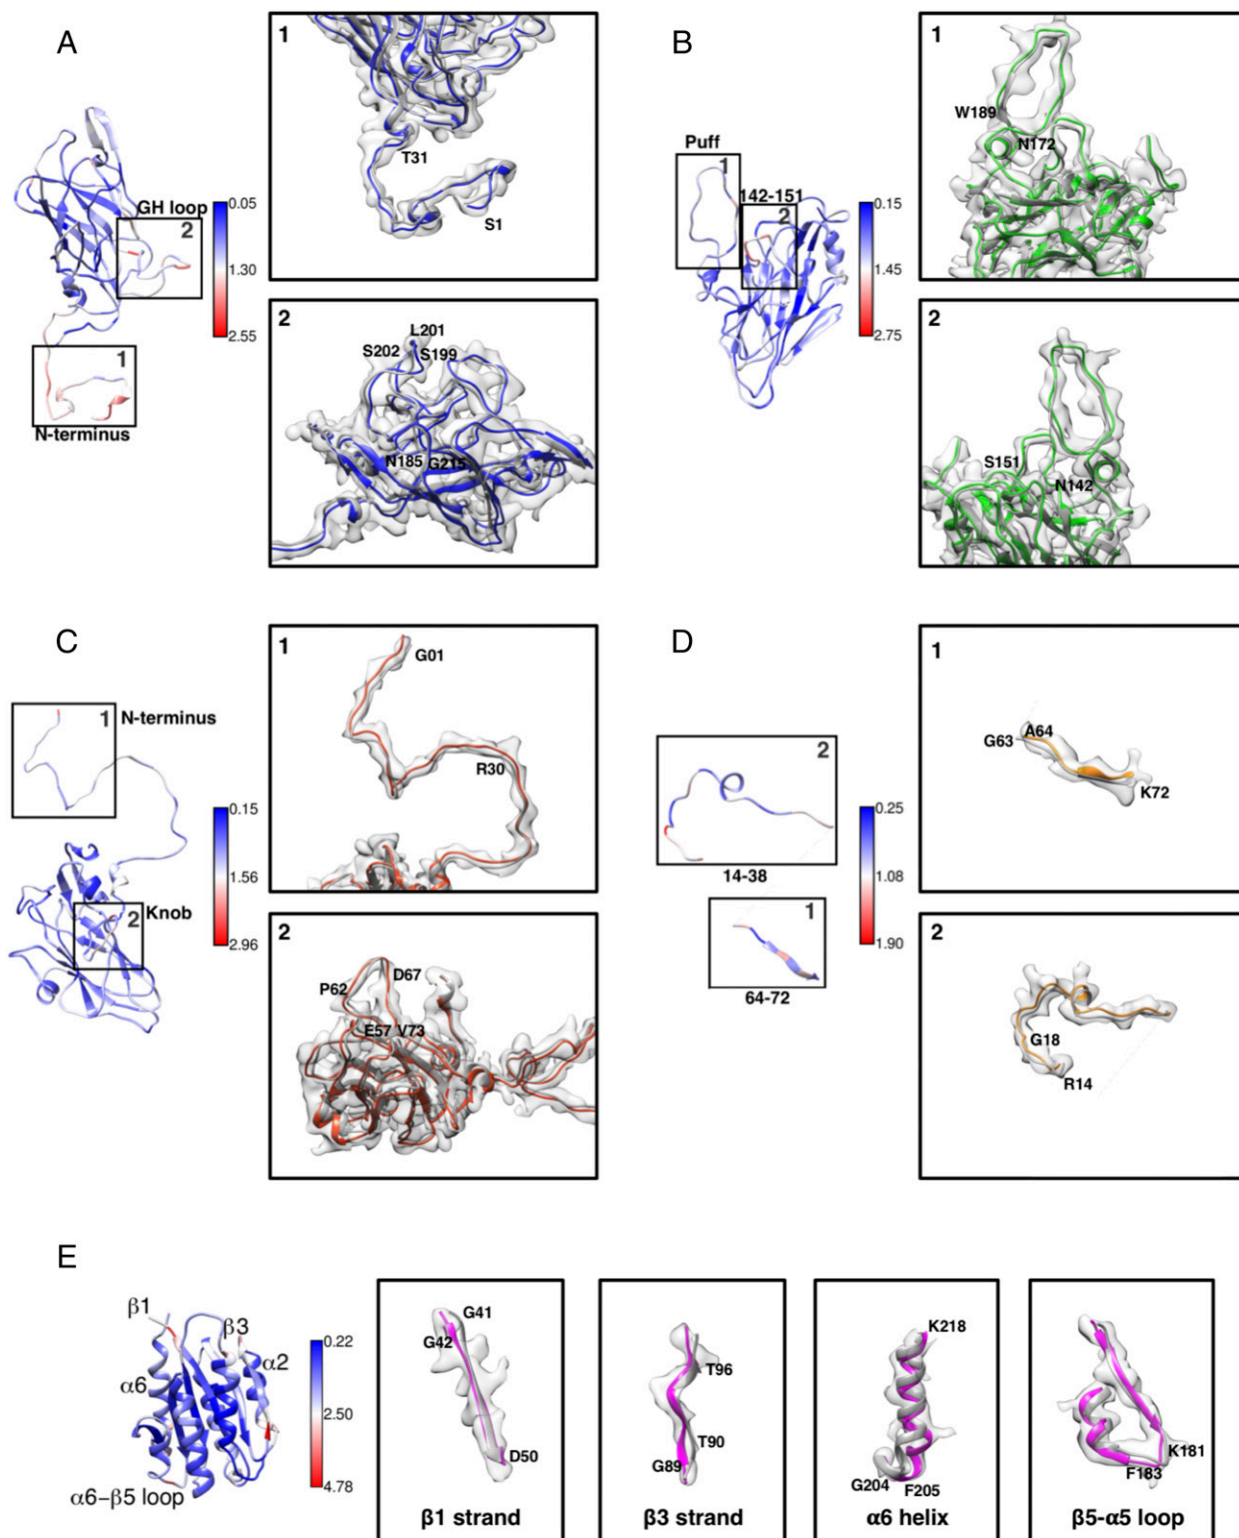 A
GH loop
2
0.05
1.30
2.55
1
N-terminus
1
T31
S1
2
L201
S202
S199
N185
G215
B
Puff
1
142-151
2
0.15
1.45
2.75
1
W189
N172
2
S151
N142
C
1
N-terminus
0.15
1.56
2.96
2
Knob
1
G01
R30
2
P62
D67
E57
V73
D
2
14-38
1
64-72
0.25
1.08
1.90
1
G63
A64
K72
2
G18
R14
E
β1
β3
α2
α6
α6–β5 loop
0.22
2.50
4.78
G41
G42
D50
β1 strand
T96
T90
G89
β3 strand
K218
G204
F205
α6 helix
K181
F183
β5-α5 loop